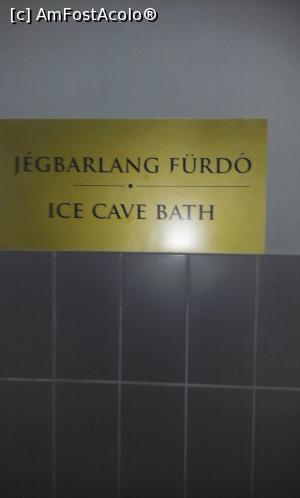 [c] AmFostAcolo®
JÉGBARLANG FÜRDŐ
ICE CAVE BATH